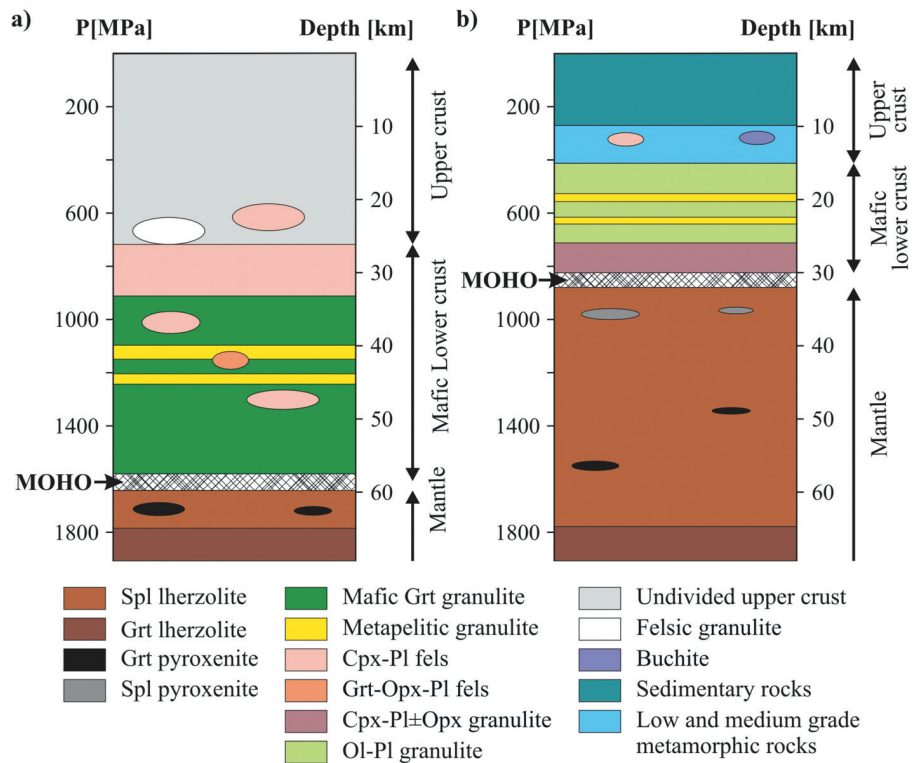 a)
P[MPa]
Depth [km]
200
600
1000
1400
1800
10
20
30
40
50
60
Upper crust
Mafic Lower crust
Mantle
MOHO
b)
P[MPa]
Depth [km]
200
600
1000
1400
1800
10
20
30
40
50
60
Upper
crust
Mafic
lower crust
Mantle
MOHO
Spl lherzolite
Grt lherzolite
Grt pyroxenite
Spl pyroxenite
Mafic Grt granulite
Metapelitic granulite
Cpx-Pl fels
Grt-Opx-Pl fels
Cpx-Pl±Opx granulite
Ol-Pl granulite
Undivided upper crust
Felsic granulite
Buchite
Sedimentary rocks
Low and medium grade
metamorphic rocks